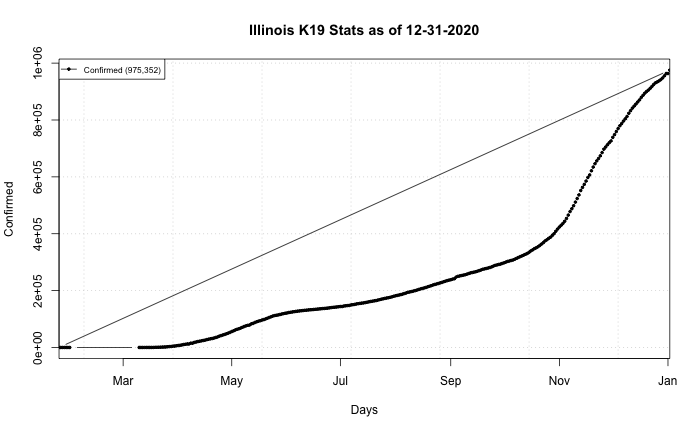 Illinois K19 Stats as of 12-31-2020
Confirmed (975,352)
1e+06
8e+05
6e+05
4e+05
2e+05
0e+00
Confirmed
Mar May Jul Sep Nov Jan
Days